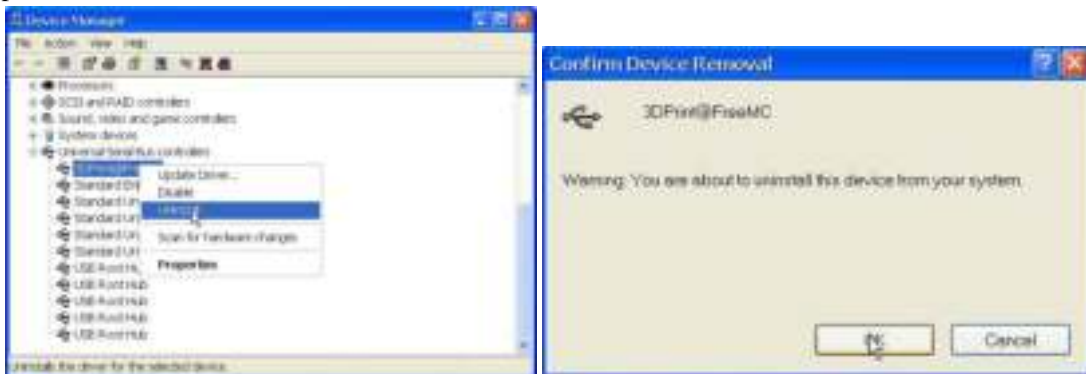 Device Manager
File Action View Help
Processors
SCSI and RAID controllers
Sound, video and game controllers
System devices
Universal Serial Bus controllers
Standard
Standard
Standard
Standard
Standard
USB Root
USB Root Hub
USB Root Hub
USB Root Hub
USB Root Hub
Update Driver...
Disable
Uninstall
Scan for hardware changes
Properties
Uninstalls the driver for the selected device.
Confirm Device Removal
3DPrint@FreeMC
Warning: You are about to uninstall this device from your system.
OK
Cancel